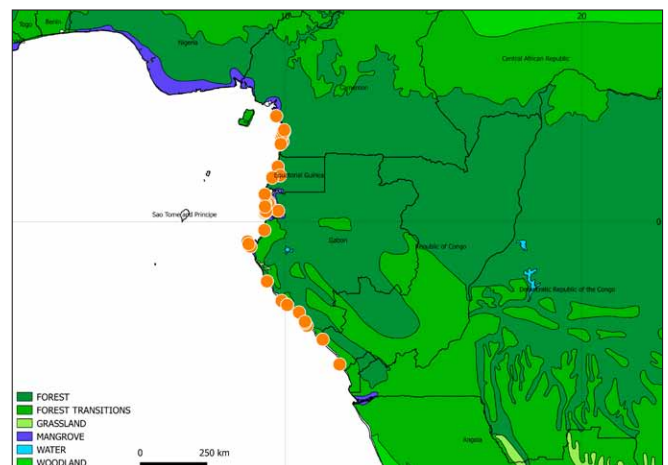 10
20
Togo
Benin
Nigeria
Central African Republic
Cameroon
Equatorial Guinea
Sao Tome and Principe
0
Gabon
Republic of Congo
Democratic Republic of the Congo
Angola
FOREST
FOREST TRANSITIONS
GRASSLAND
MANGROVE
WATER
WOODLAND
0 250 km